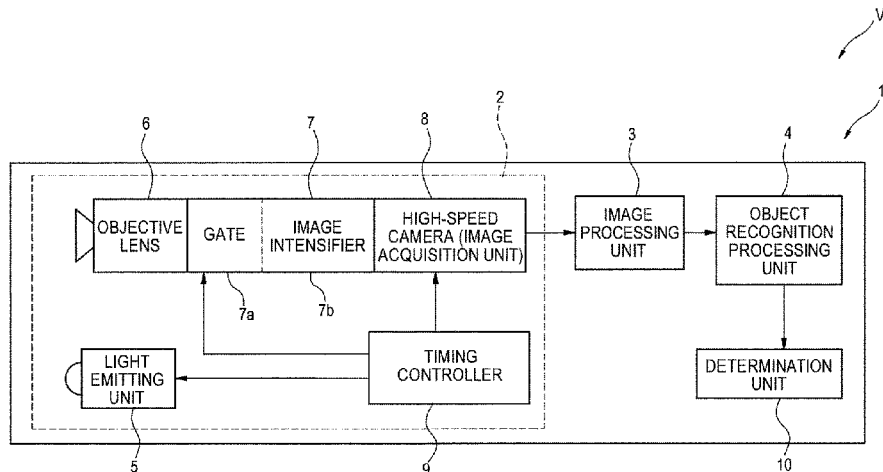 V
1
2
6
7
8
3
4
OBJECTIVE
LENS
GATE
IMAGE
INTENSIFIER
HIGH-SPEED
CAMERA (IMAGE
ACQUISITION UNIT)
IMAGE
PROCESSING
UNIT
OBJECT
RECOGNITION
PROCESSING
UNIT
7a
7b
LIGHT
EMITTING
UNIT
TIMING
CONTROLLER
DETERMINATION
UNIT
5
9
10